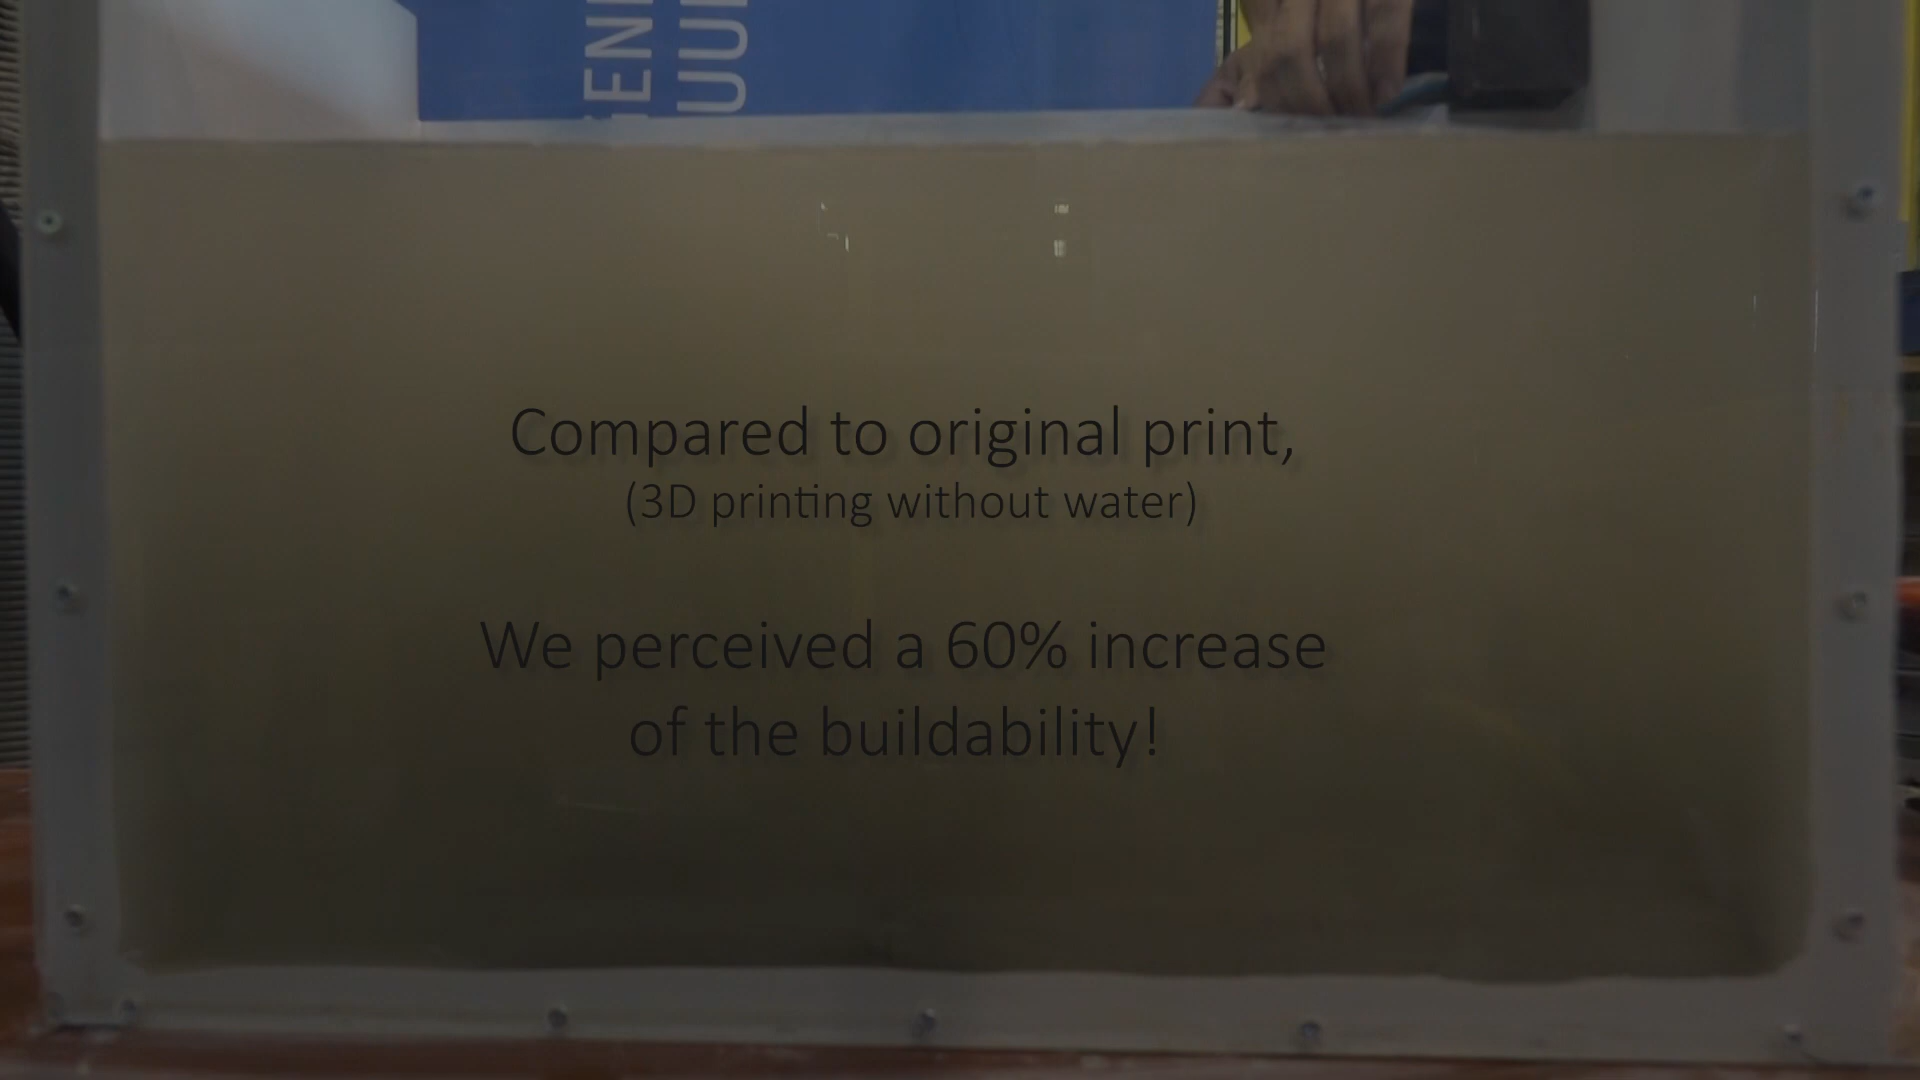 Compared to original print,
(3D printing without water)
We perceived a 60% increase
of the buildability!